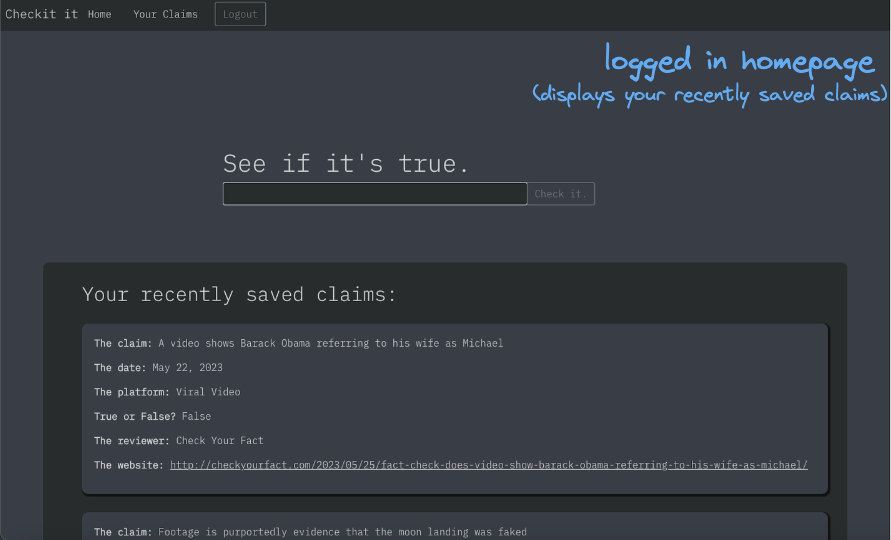 Checkit it Home Your Claims Logout
logged in homepage
(displays your recently saved claims)
See if it's true.
Check it.
Your recently saved claims:
The claim: A video shows Barack Obama referring to his wife as Michael
The date: May 22, 2023
The platform: Viral Video
True or False? False
The reviewer: Check Your Fact
The website: http://checkyourfact.com/2023/05/25/fact-check-does-video-show-barack-obama-referring-to-his-wife-as-michael/
The claim: Footage is purportedly evidence that the moon landing was faked